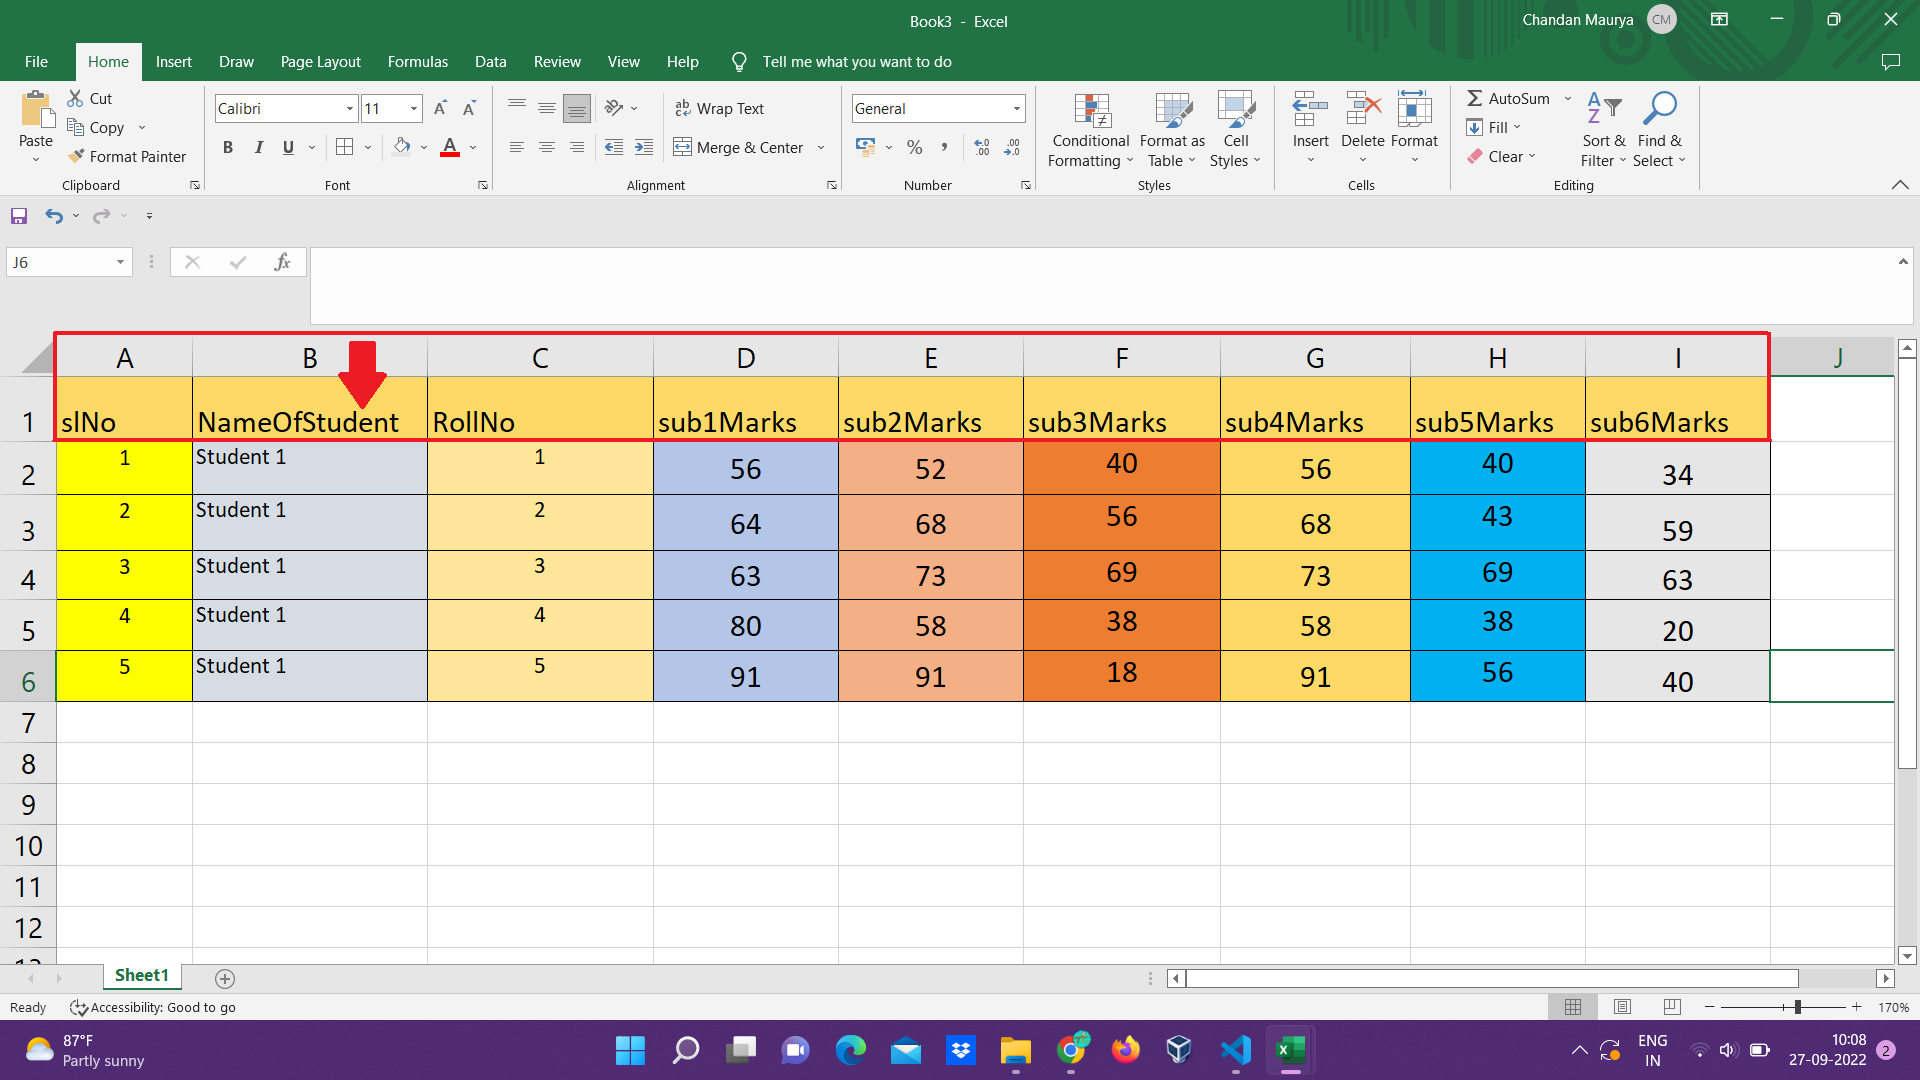 Book3 - Excel
Chandan Maurya CM
File Home Insert Draw Page Layout Formulas Data Review View Help Tell me what you want to do
Paste
Cut
Copy
Format Painter
Clipboard
Calibri 11
B I U
Font
Wrap Text
Merge & Center
Alignment
General
Number
Conditional Formatting
Format as Table
Cell Styles
Styles
Insert Delete Format
Cells
AutoSum
Fill
Clear
Sort & Filter
Find & Select
Editing
J6
fx
A B C D E F G H I J
1 slNo NameOfStudent RollNo sub1Marks sub2Marks sub3Marks sub4Marks sub5Marks sub6Marks
2 1 Student 1 1 56 52 40 56 40 34
3 2 Student 1 2 64 68 56 68 43 59
4 3 Student 1 3 63 73 69 73 69 63
5 4 Student 1 4 80 58 38 58 38 20
6 5 Student 1 5 91 91 18 91 56 40
7
8
9
10
11
12
13
Sheet1
Ready Accessibility: Good to go 170%
87°F
Partly sunny
ENG
IN
10:08
27-09-2022
2